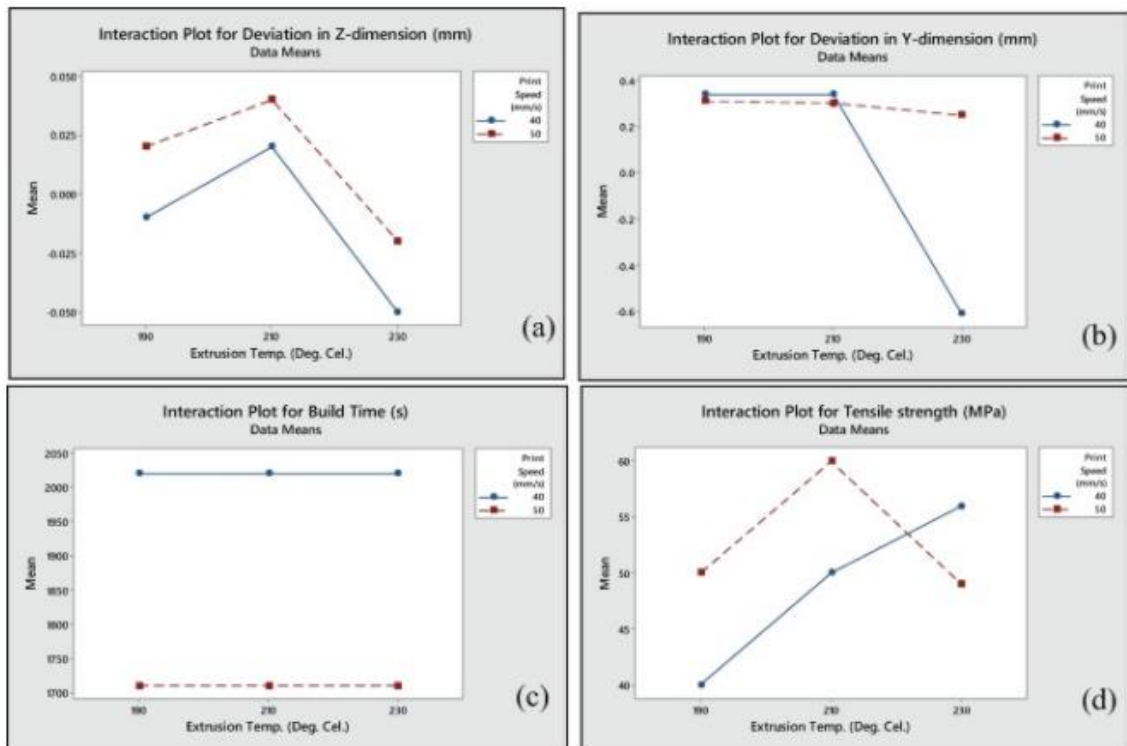 Interaction Plot for Deviation in Z-dimension (mm)
Data Means
Print
Speed
(mm/s)
40
50
0.050
0.025
0.000
-0.025
-0.050
Mean
190
210
230
Extrusion Temp. (Deg. Cel.)
(a)
Interaction Plot for Deviation in Y-dimension (mm)
Data Means
Print
Speed
(mm/s)
40
50
0.4
0.2
0.0
-0.2
-0.4
-0.6
Mean
190
210
230
Extrusion Temp. (Deg. Cel.)
(b)
Interaction Plot for Build Time (s)
Data Means
Print
Speed
(mm/s)
40
50
2050
2000
1950
1900
1850
1800
1750
1700
Mean
190
210
230
Extrusion Temp. (Deg. Cel.)
(c)
Interaction Plot for Tensile strength (MPa)
Data Means
Print
Speed
(mm/s)
40
50
60
55
50
45
40
Mean
190
210
230
Extrusion Temp. (Deg. Cel.)
(d)